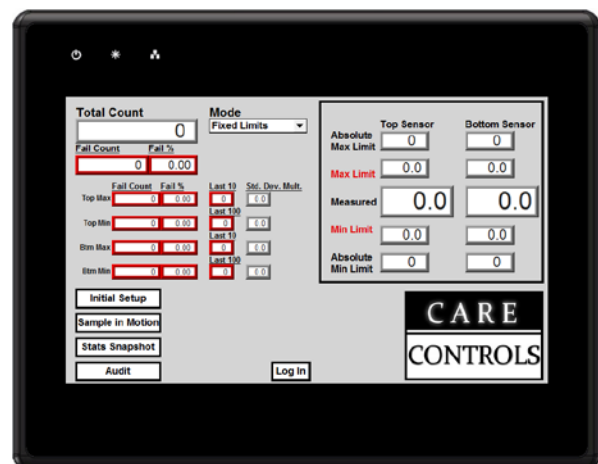 Total Count
0
Mode
Fixed Limits
Fail Count Fail %
0 0.00
Fail Count Fail % Last 10 Std. Dev. Mult.
Top Max 0 0.00 0 0.0
Last 100
Top Min 0 0.00 0 0.0
Last 10
Btm Max 0 0.00 0 0.0
Last 100
Btm Min 0 0.00 0 0.0
Top Sensor Bottom Sensor
Absolute
Max Limit 0 0
Max Limit 0.0 0.0
Measured 0.0 0.0
Min Limit 0.0 0.0
Absolute
Min Limit 0 0
Initial Setup
Sample in Motion
Stats Snapshot
Audit
Log In
CARE
CONTROLS